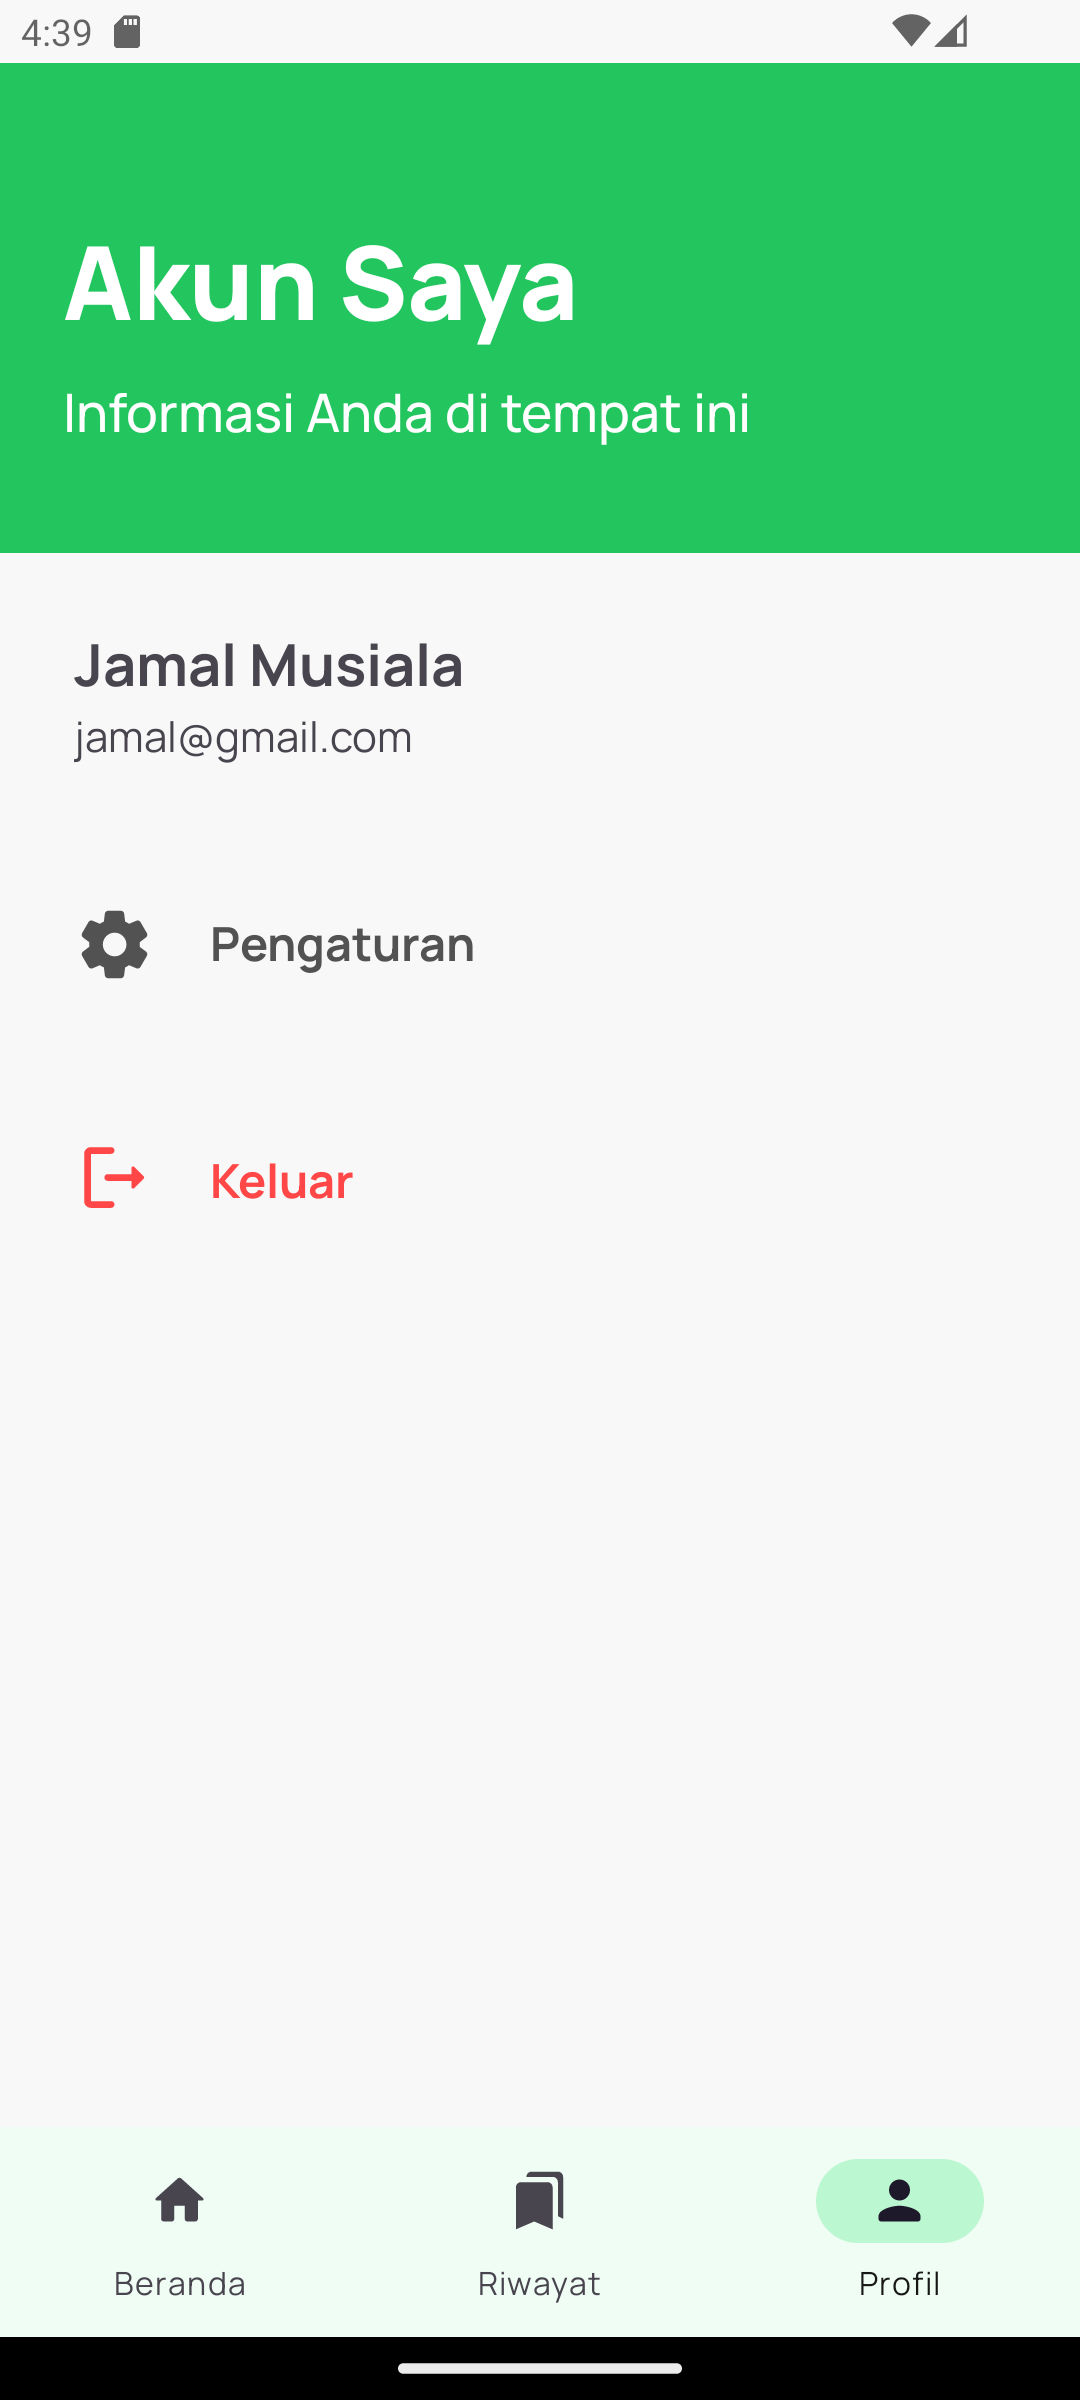 4:39
Akun Saya
Informasi Anda di tempat ini
Jamal Musiala
jamal@gmail.com
Pengaturan
Keluar
Beranda
Riwayat
Profil